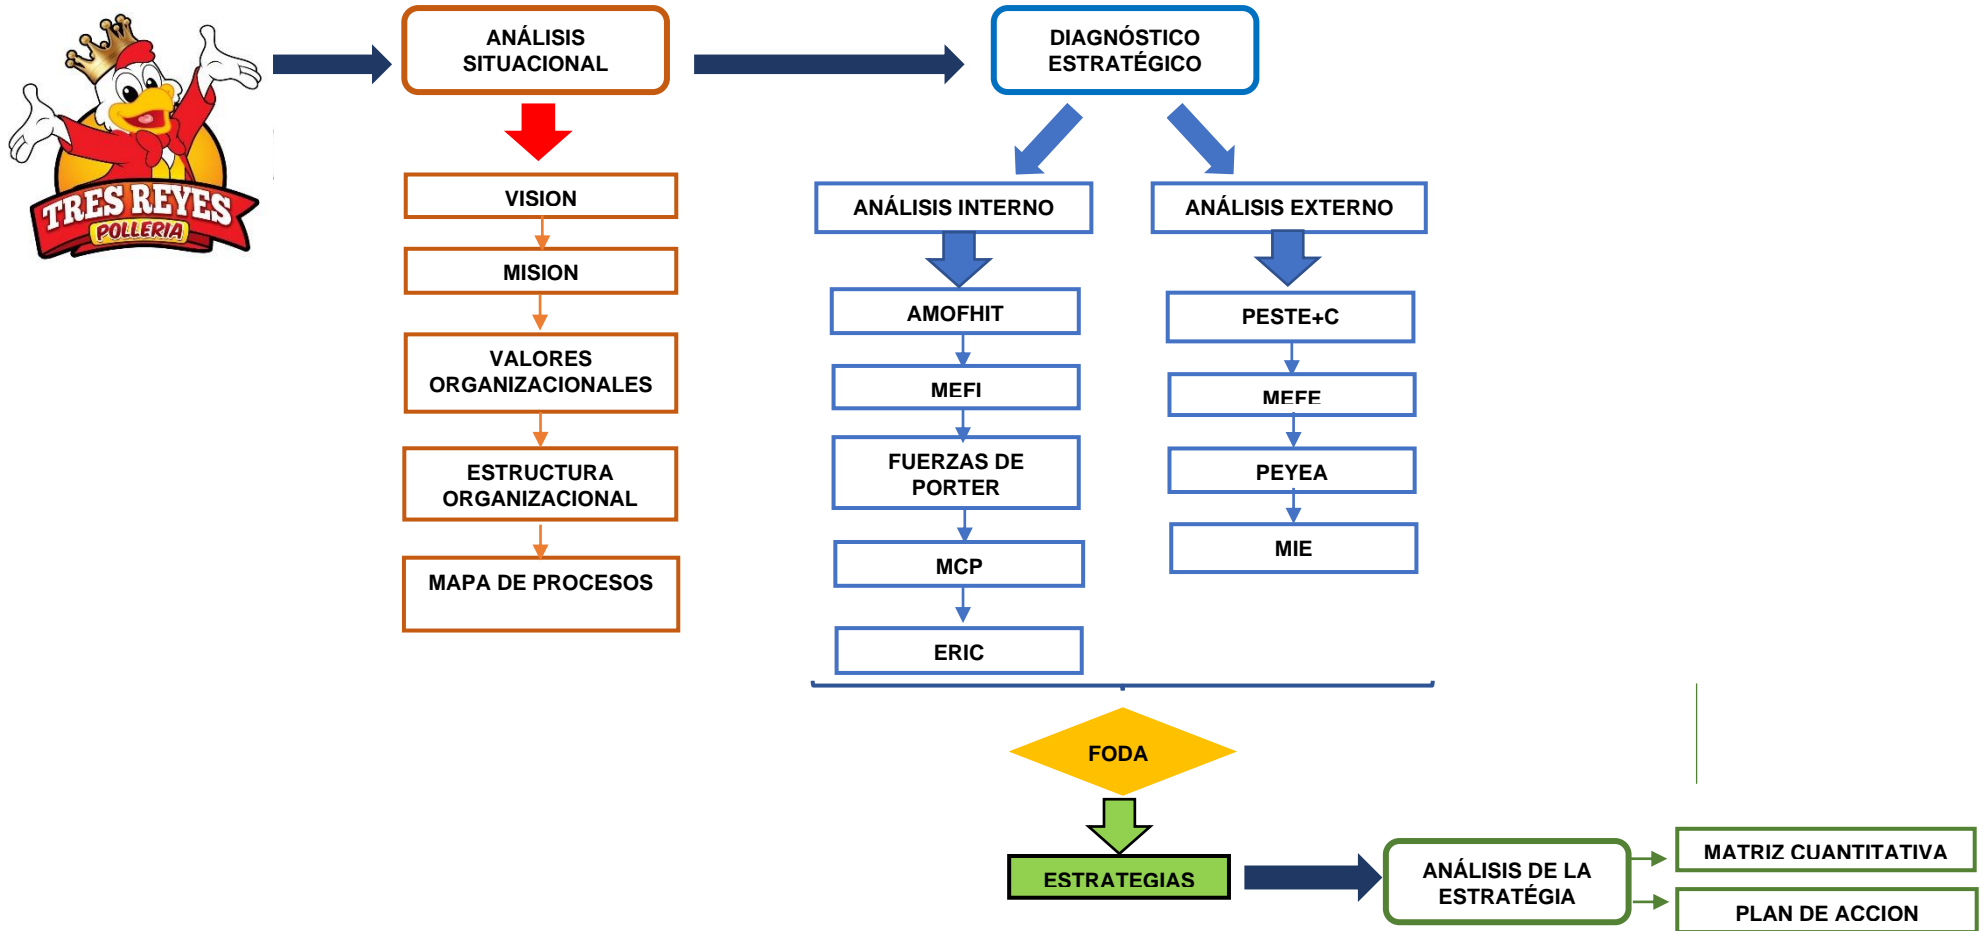 TRES REYES
POLLERIA
ANÁLISIS
SITUACIONAL
VISION
MISION
VALORES
ORGANIZACIONALES
ESTRUCTURA
ORGANIZACIONAL
MAPA DE PROCESOS
DIAGNÓSTICO
ESTRATÉGICO
ANÁLISIS INTERNO
AMOFHIT
MEFI
FUERZAS DE
PORTER
MCP
ERIC
ANÁLISIS EXTERNO
PESTE+C
MEFE
PEYEA
MIE
FODA
ESTRATEGIAS
ANÁLISIS DE LA
ESTRATÉGIA
MATRIZ CUANTITATIVA
PLAN DE ACCION